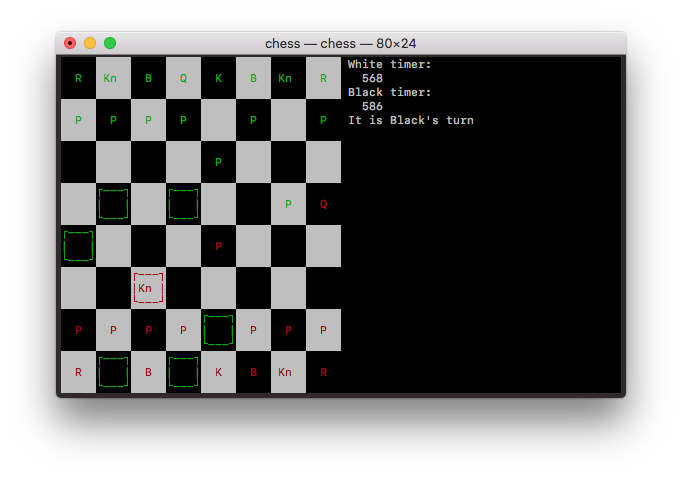 chess — chess — 80×24
R Kn B Q K B Kn R White timer:
568
Black timer:
586
P P P P P P It is Black's turn
P
P Q
P
Kn
P P P P P P P
R B K B Kn R